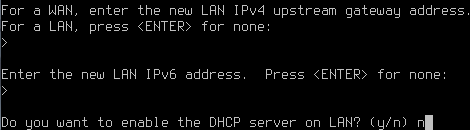 For a WAN, enter the new LAN IPv4 upstream gateway address.
For a LAN, press <ENTER> for none:
>
Enter the new LAN IPv6 address.  Press <ENTER> for none:
>
Do you want to enable the DHCP server on LAN? (y/n) n